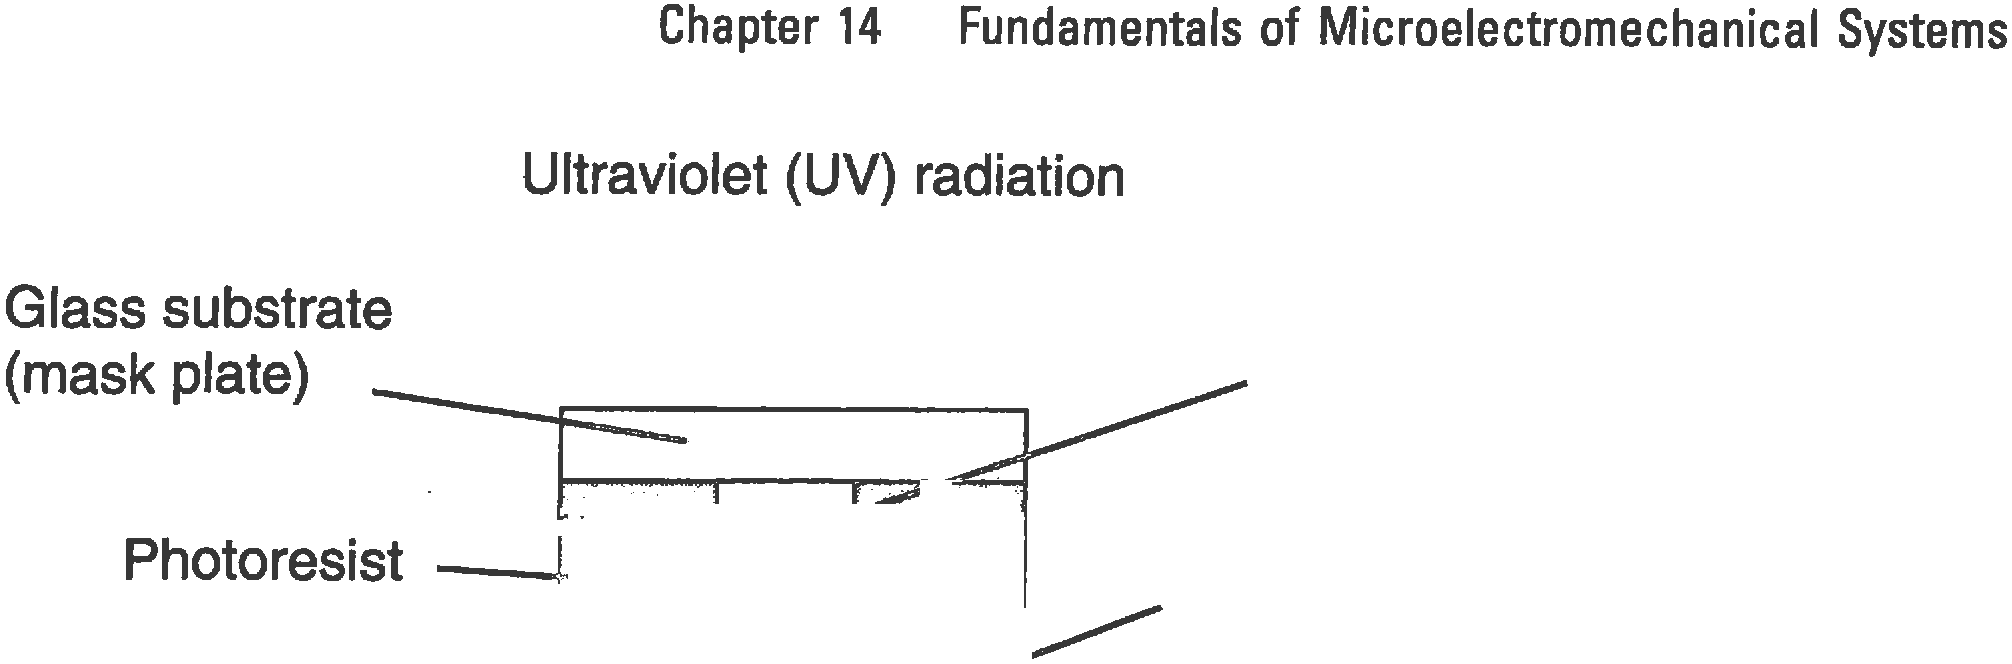 Chapter 14 Fundamentals of Microelectromechanical Systems
Ultraviolet (UV) radiation
Glass substrate
(mask plate)
Photoresist